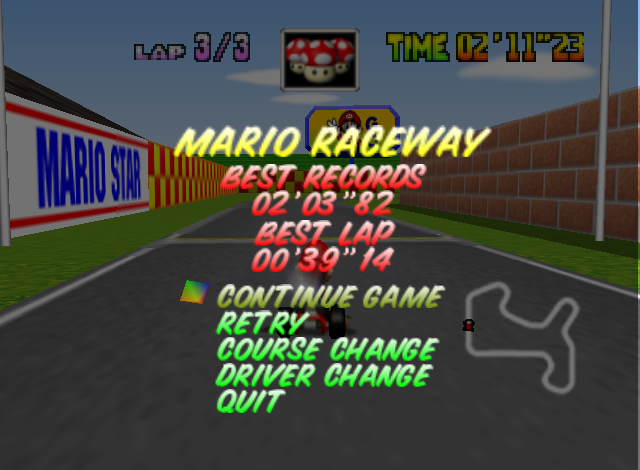 LAP 3/3
TIME 02'11"23
G
MARIO STAR
MARIO RACEWAY
BEST RECORDS
02'03"82
BEST LAP
00'39"14
CONTINUE GAME
RETRY
COURSE CHANGE
DRIVER CHANGE
QUIT